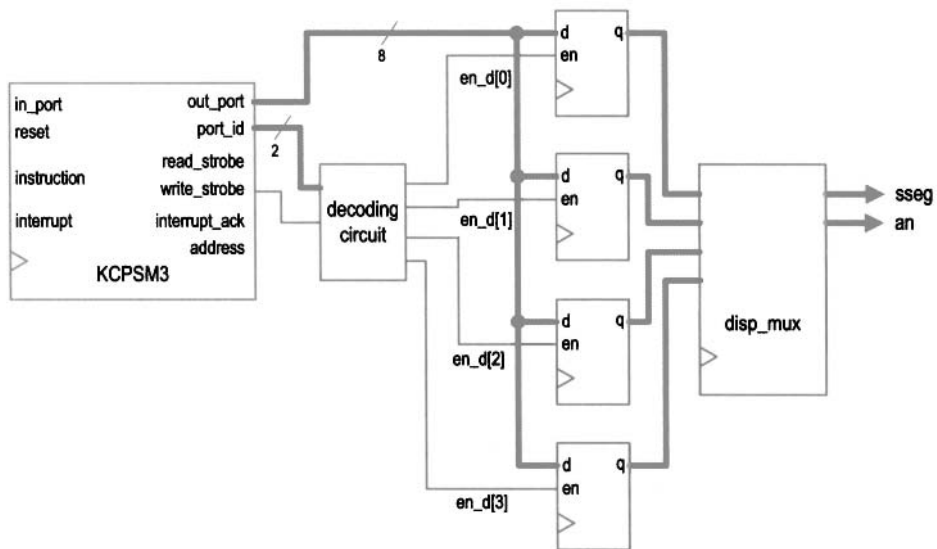 in_port
reset
instruction
interrupt
out_port
port_id
read_strobe
write_strobe
interrupt_ack
address
KCPSM3
8
2
decoding
circuit
en_d[0]
en_d[1]
en_d[2]
en_d[3]
d
q
en
d
q
en
d
q
en
d
q
en
disp_mux
sseg
an